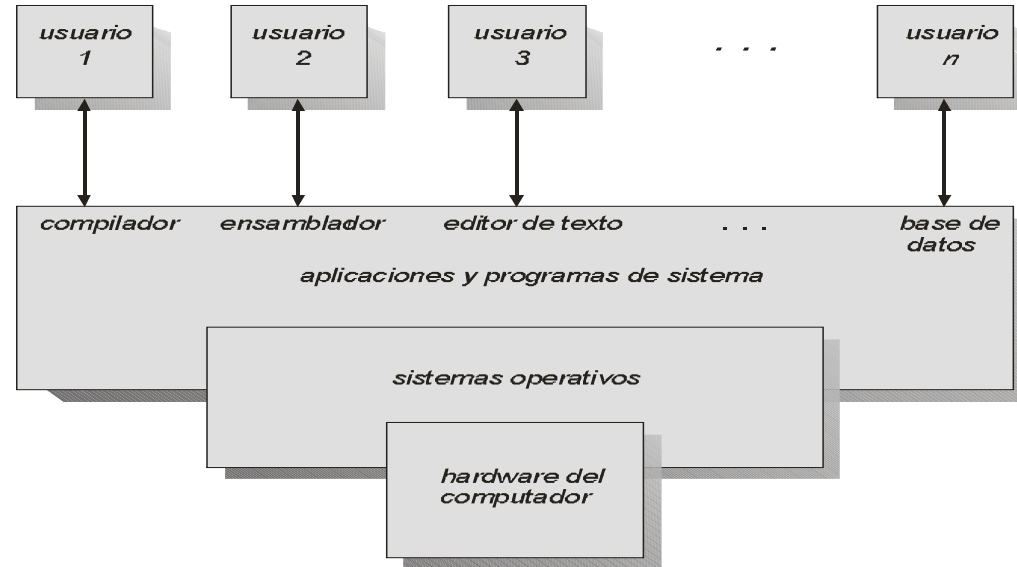 usuario
1
usuario
2
usuario
3
. . .
usuario
n
compilador
ensamblador
editor de texto
. . .
base de
datos
aplicaciones y programas de sistema
sistemas operativos
hardware del
computador